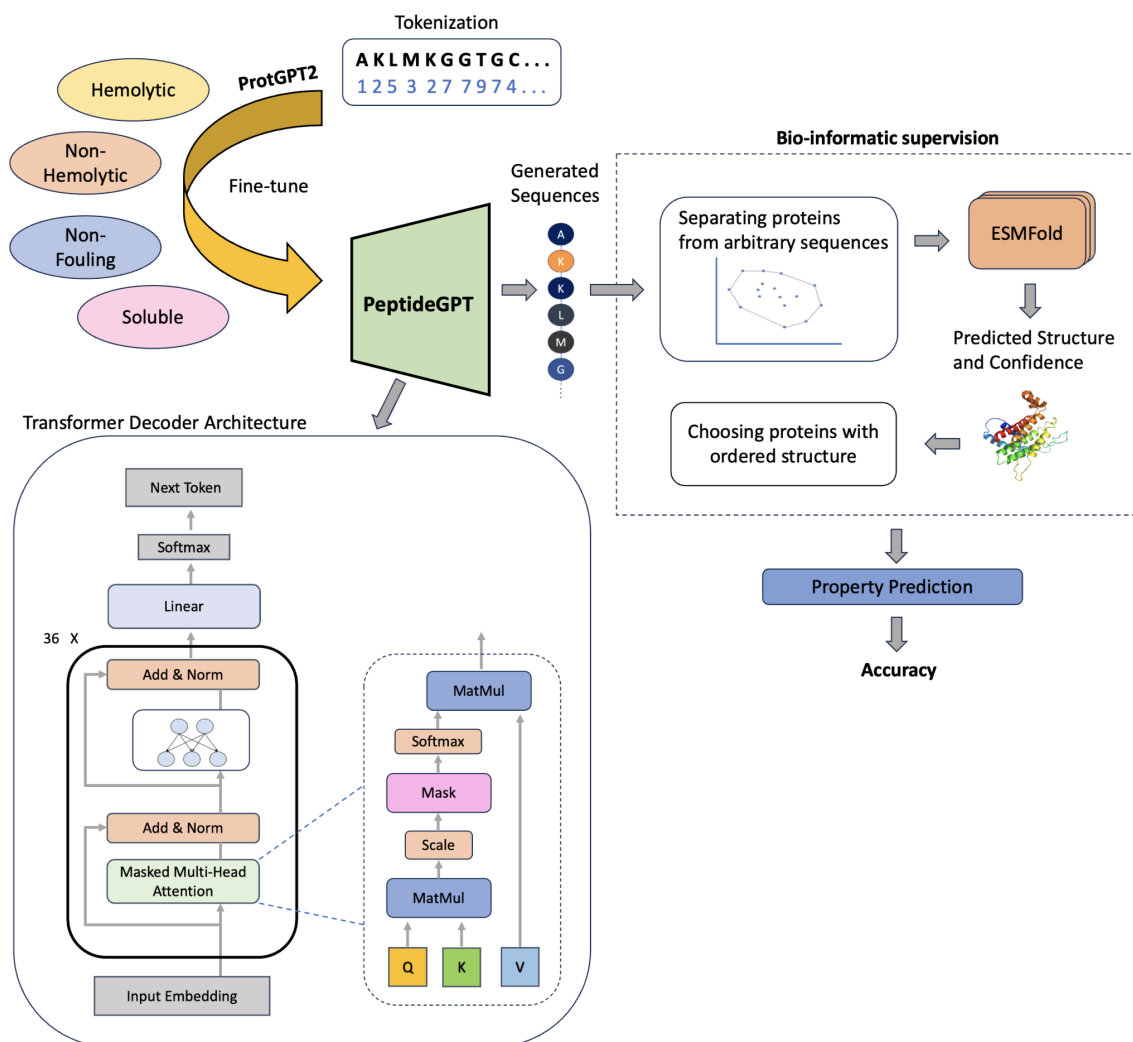 Tokenization
A K L M K G G T G C . . .
1 2 5 3 2 7 7 9 7 4 . . .
ProtGPT2
Hemolytic
Non-
Hemolytic
Non-
Fouling
Soluble
Fine-tune
PeptideGPT
Generated
Sequences
A
K
K
L
M
G
Bio-informatic supervision
Separating proteins
from arbitrary sequences
ESMFold
Predicted Structure
and Confidence
Choosing proteins with
ordered structure
Property Prediction
Accuracy
Transformer Decoder Architecture
Next Token
Softmax
Linear
36 X
Add & Norm
Add & Norm
Masked Multi-Head
Attention
Input Embedding
MatMul
Softmax
Mask
Scale
MatMul
Q
K
V